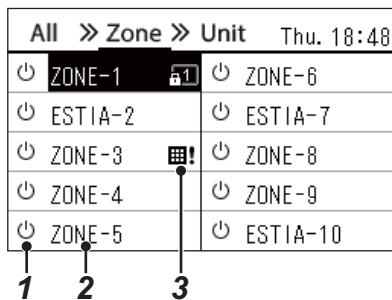 All » Zone » Unit Thu. 18:48
ZONE-1 1 ZONE-6
ESTIA-2 ESTIA-7
ZONE-3 ! ZONE-8
ZONE-4 ZONE-9
ZONE-5 ESTIA-10
1 2 3